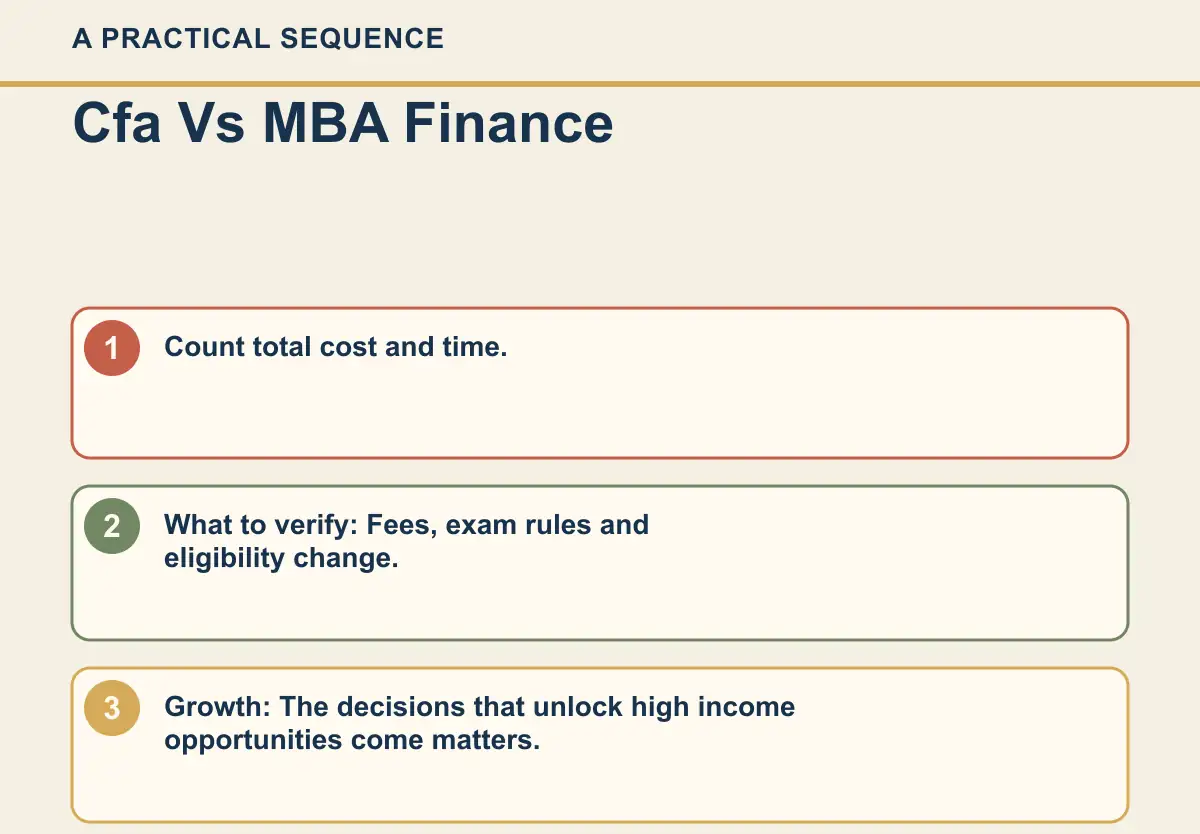 A PRACTICAL SEQUENCE
Cfa Vs MBA Finance
1
Count total cost and time.
2
What to verify: Fees, exam rules and
eligibility change.
3
Growth: The decisions that unlock high income
opportunities come matters.